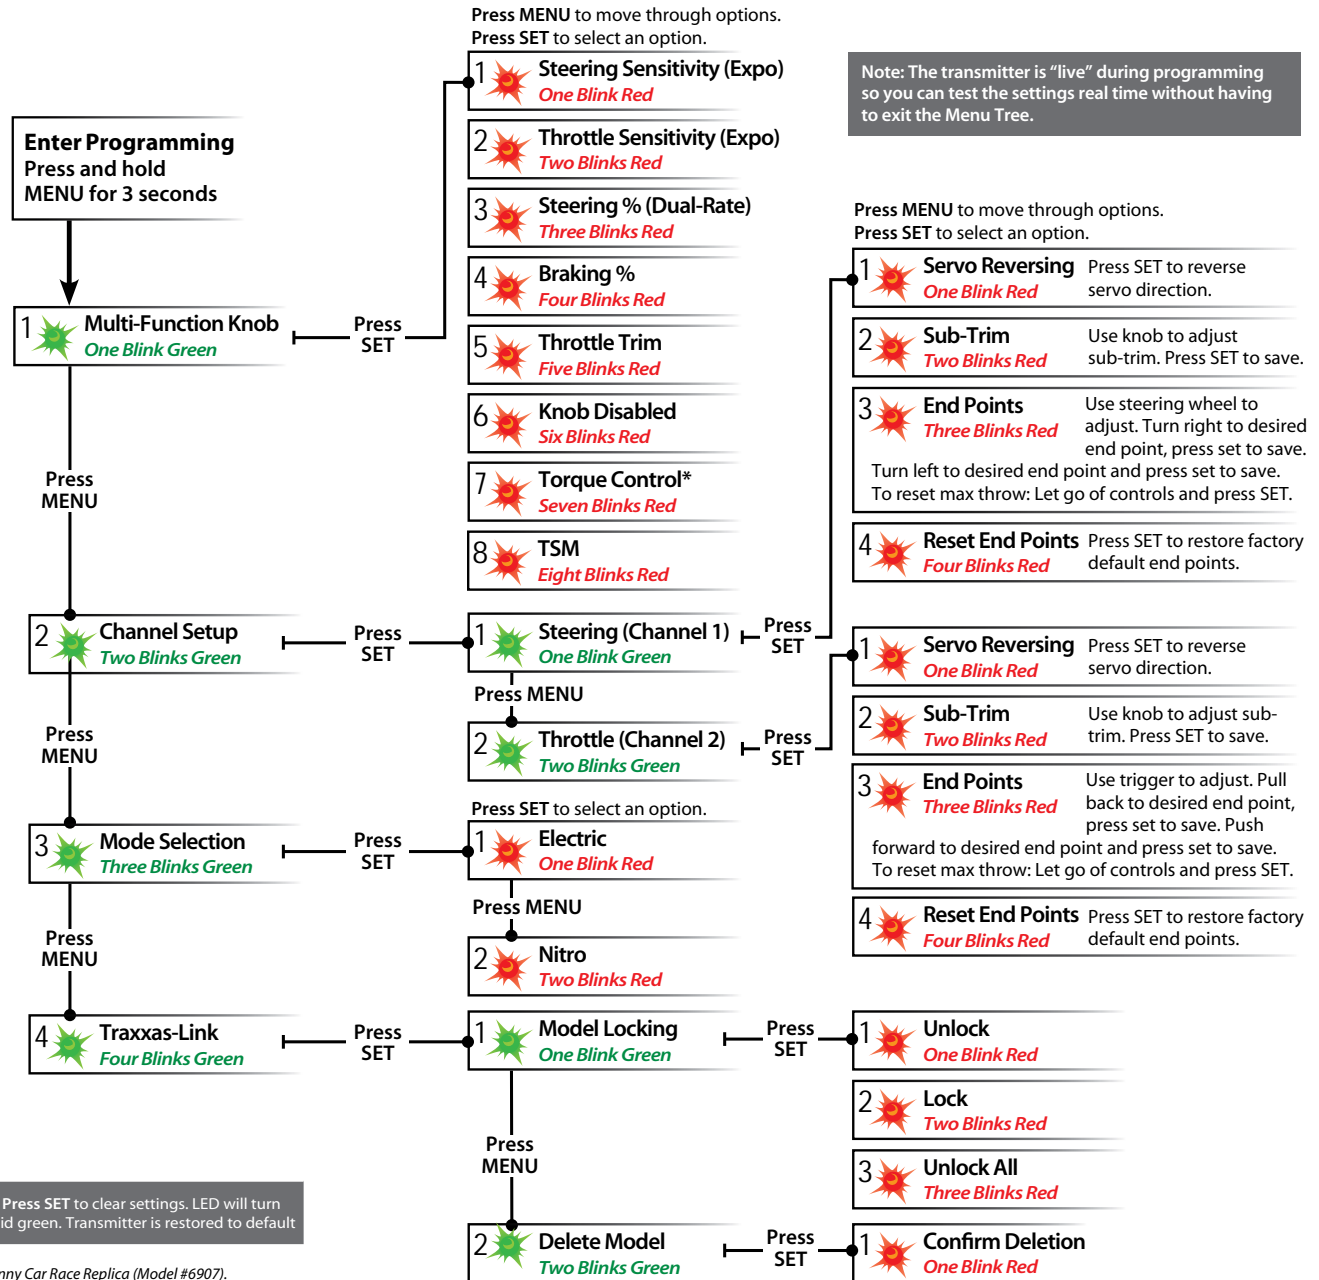 Press MENU to move through options.
Press SET to select an option.
1 Steering Sensitivity (Expo)
One Blink Red
2 Throttle Sensitivity (Expo)
Two Blinks Red
3 Steering % (Dual-Rate)
Three Blinks Red
4 Braking %
Four Blinks Red
5 Throttle Trim
Five Blinks Red
6 Knob Disabled
Six Blinks Red
7 Torque Control*
Seven Blinks Red
8 TSM
Eight Blinks Red
Note: The transmitter is “live” during programming
so you can test the settings real time without having
to exit the Menu Tree.
Enter Programming
Press and hold
MENU for 3 seconds
1 Multi-Function Knob
One Blink Green
Press
SET
Press
MENU
2 Channel Setup
Two Blinks Green
Press
SET
1 Steering (Channel 1)
One Blink Green
Press
SET
Press MENU
2 Throttle (Channel 2)
Two Blinks Green
Press
SET
Press MENU to move through options.
Press SET to select an option.
1 Servo Reversing Press SET to reverse
One Blink Red servo direction.
2 Sub-Trim Use knob to adjust
Two Blinks Red sub-trim. Press SET to save.
3 End Points Use steering wheel to
Three Blinks Red adjust. Turn right to desired
end point, press set to save.
Turn left to desired end point and press set to save.
To reset max throw: Let go of controls and press SET.
4 Reset End Points Press SET to restore factory
Four Blinks Red default end points.
1 Servo Reversing Press SET to reverse
One Blink Red servo direction.
2 Sub-Trim Use knob to adjust sub-
Two Blinks Red trim. Press SET to save.
3 End Points Use trigger to adjust. Pull
Three Blinks Red back to desired end point,
press set to save. Push
forward to desired end point and press set to save.
To reset max throw: Let go of controls and press SET.
4 Reset End Points Press SET to restore factory
Four Blinks Red default end points.
Press
MENU
3 Mode Selection
Three Blinks Green
Press
SET
Press SET to select an option.
1 Electric
One Blink Red
Press MENU
2 Nitro
Two Blinks Red
Press
MENU
4 Traxxas-Link
Four Blinks Green
Press
SET
1 Model Locking
One Blink Green
Press
SET
1 Unlock
One Blink Red
2 Lock
Two Blinks Red
3 Unlock All
Three Blinks Red
Press
MENU
2 Delete Model
Two Blinks Green
Press
SET
1 Confirm Deletion
One Blink Red
Press SET to clear settings. LED will turn
id green. Transmitter is restored to default
nny Car Race Replica (Model #6907).